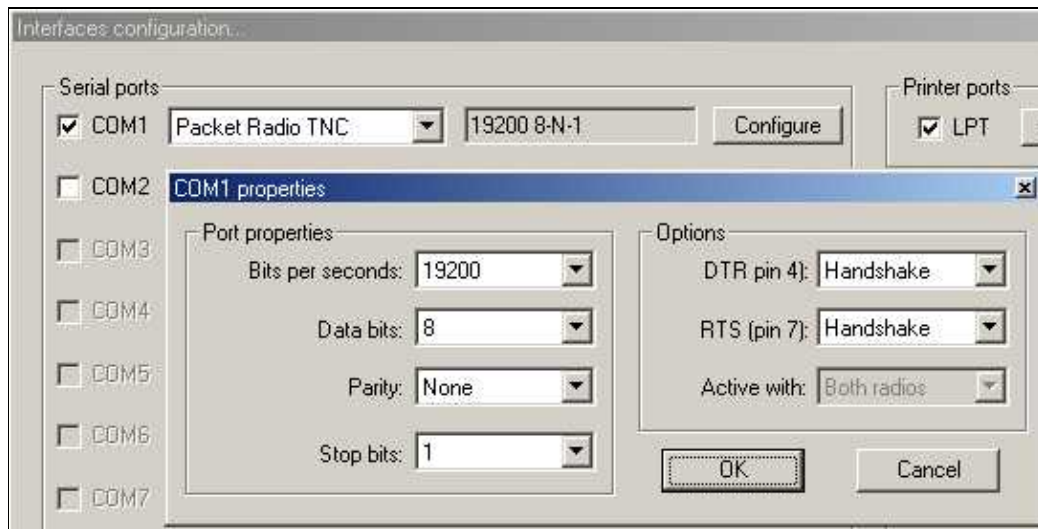 Interfaces configuration...
Serial ports
Printer ports
COM1 Packet Radio TNC 19200 8-N-1 Configure
LPT
COM2
COM1 properties
Port properties
Options
COM3
Bits per seconds: 19200
DTR pin 4): Handshake
COM4
Data bits: 8
RTS (pin 7): Handshake
COM5
Parity: None
Active with: Both radios
COM6
Stop bits: 1
OK
Cancel
COM7